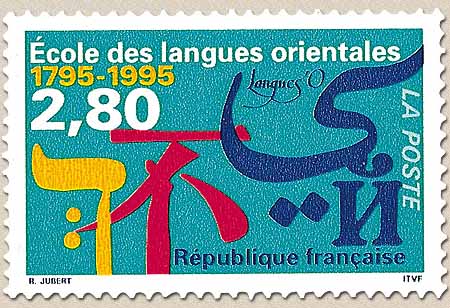 École des langues orientales
1795-1995
Langues'O
2,80
LA POSTE
République française
R. JUBERT
ITVF